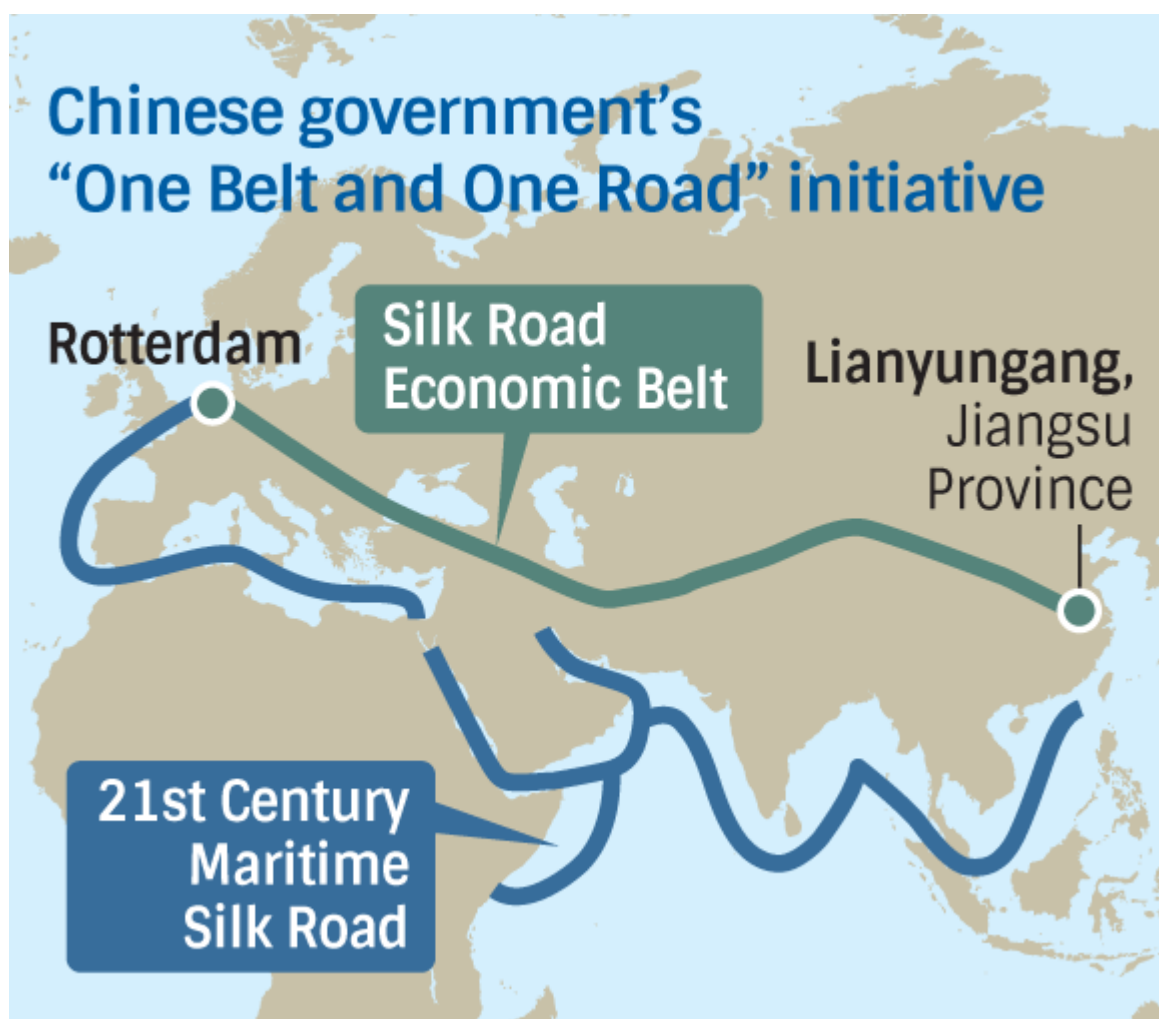 Chinese government’s
“One Belt and One Road” initiative
Silk Road
Economic Belt
Rotterdam
Lianyungang,
Jiangsu
Province
21st Century
Maritime
Silk Road